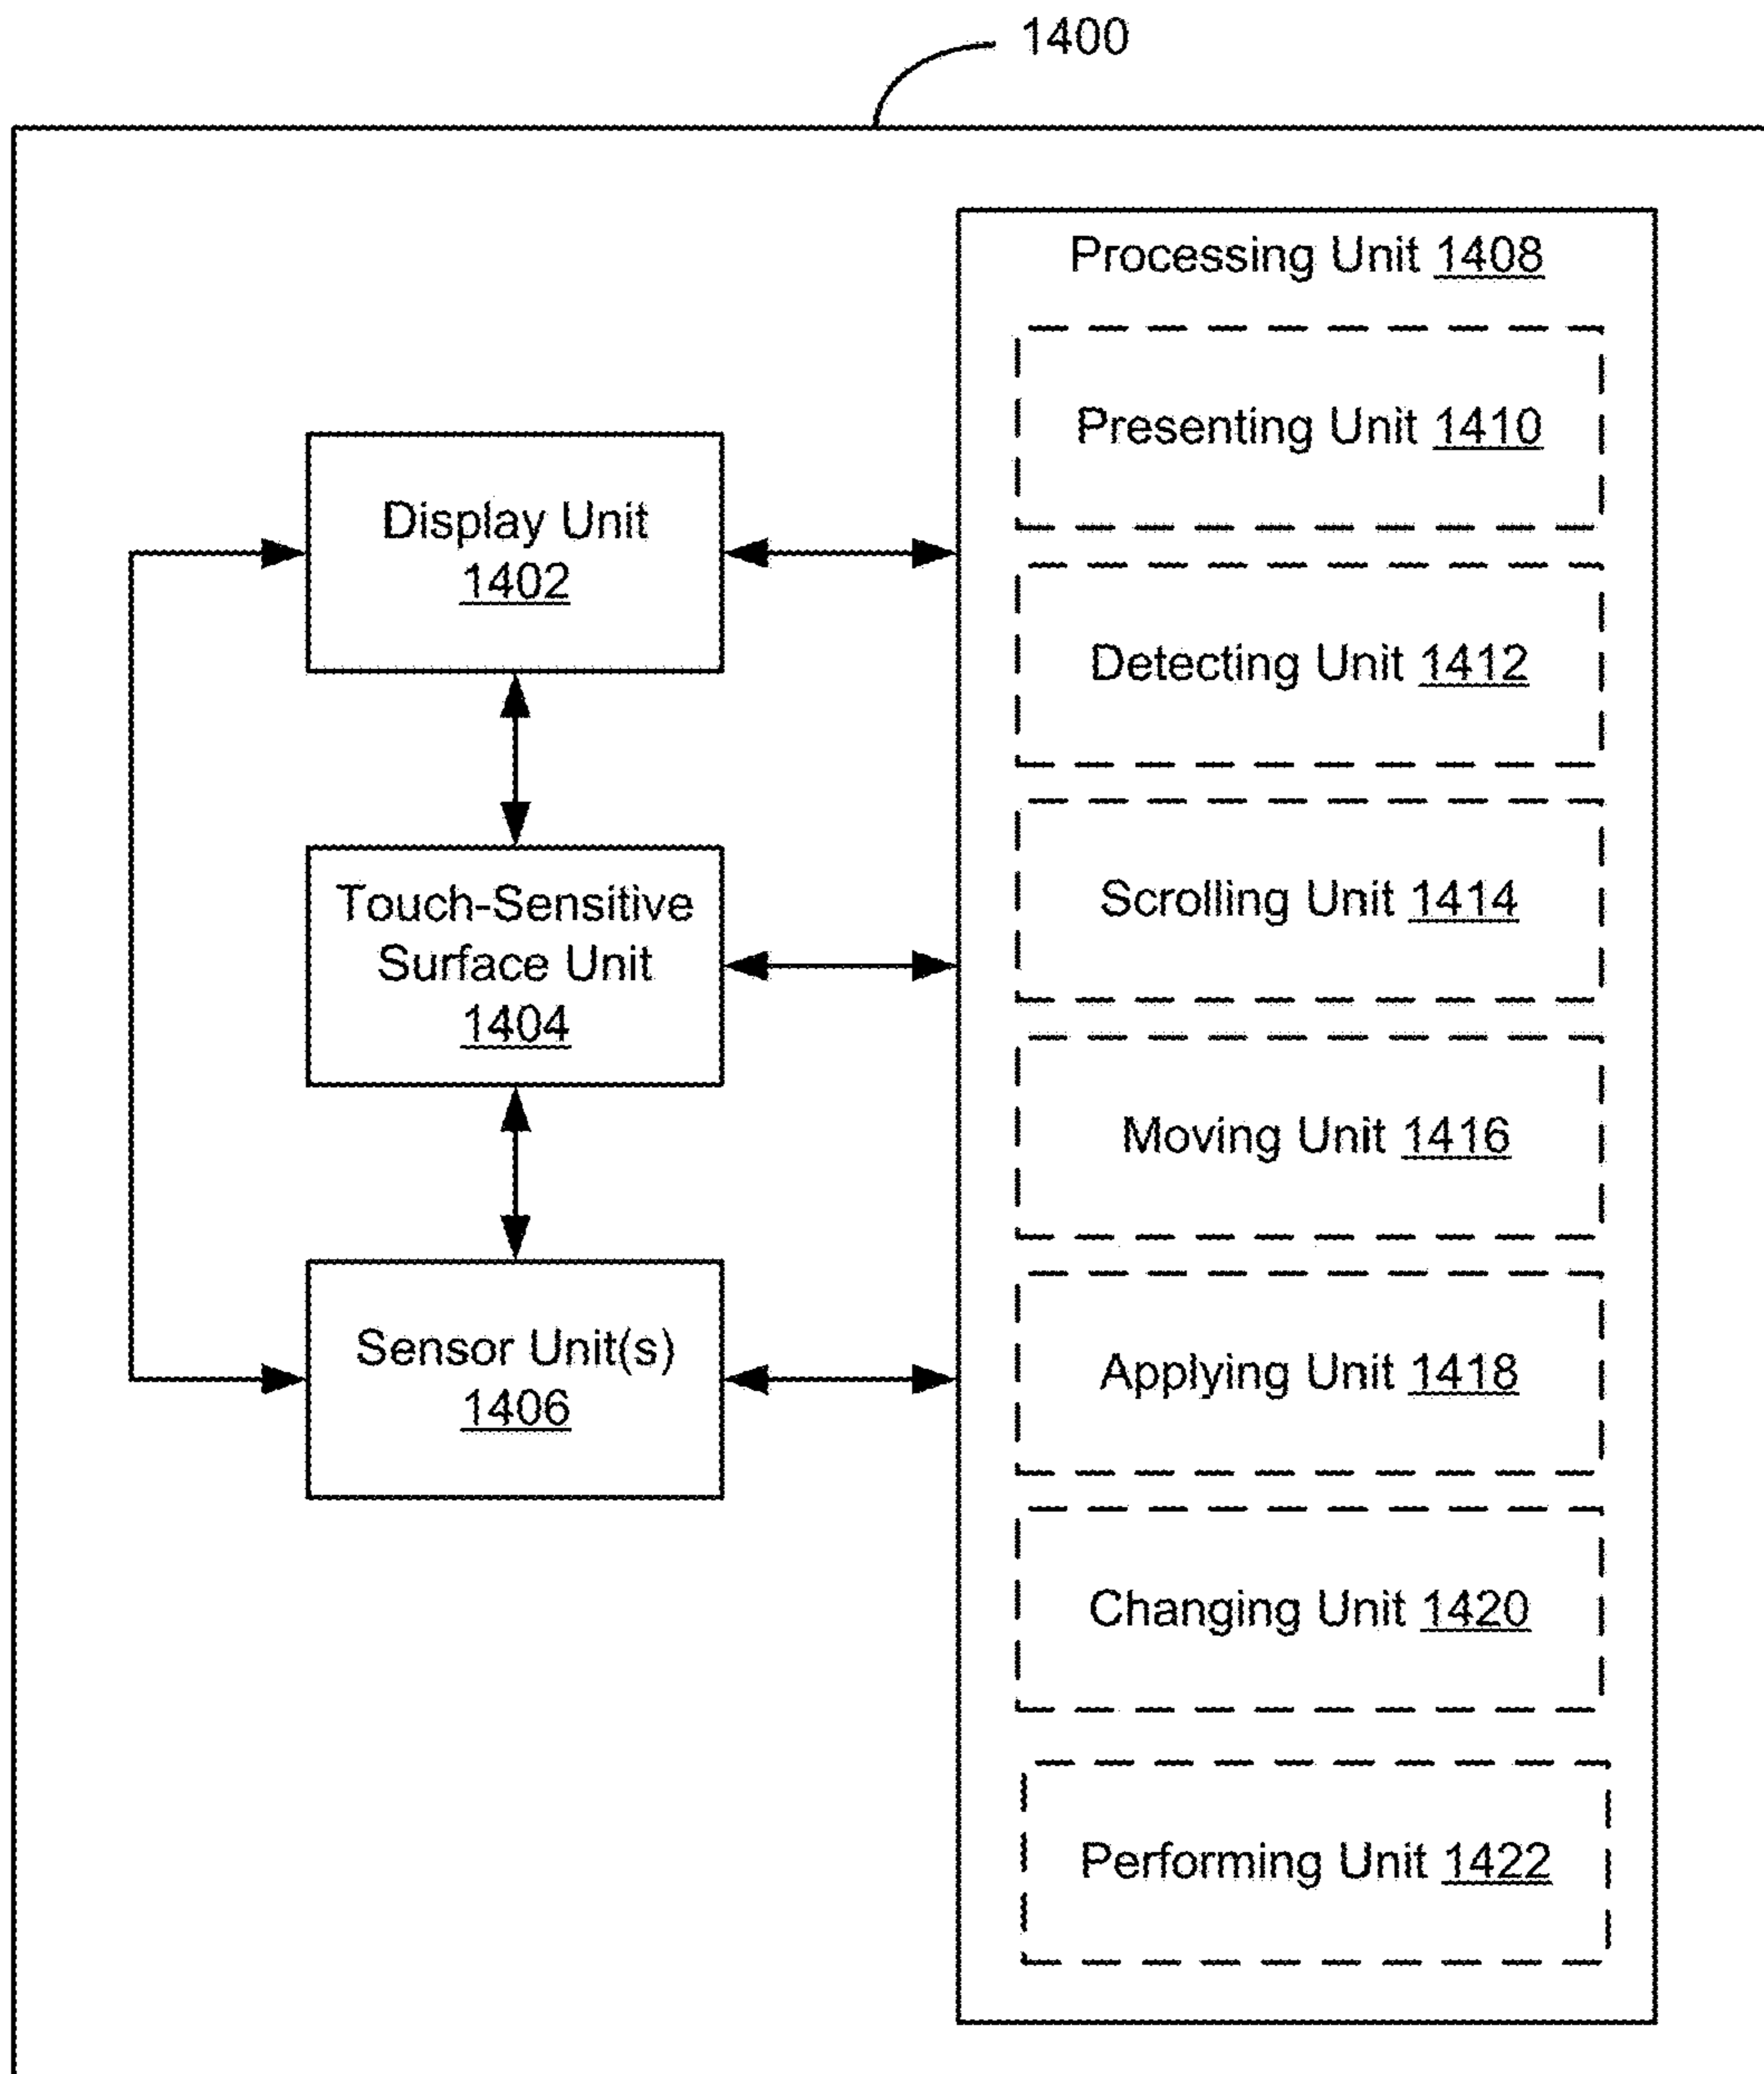 1400
Processing Unit 1408
Presenting Unit 1410
Display Unit
1402
Detecting Unit 1412
Touch-Sensitive
Surface Unit
1404
Scrolling Unit 1414
Moving Unit 1416
Sensor Unit(s)
1406
Applying Unit 1418
Changing Unit 1420
Performing Unit 1422